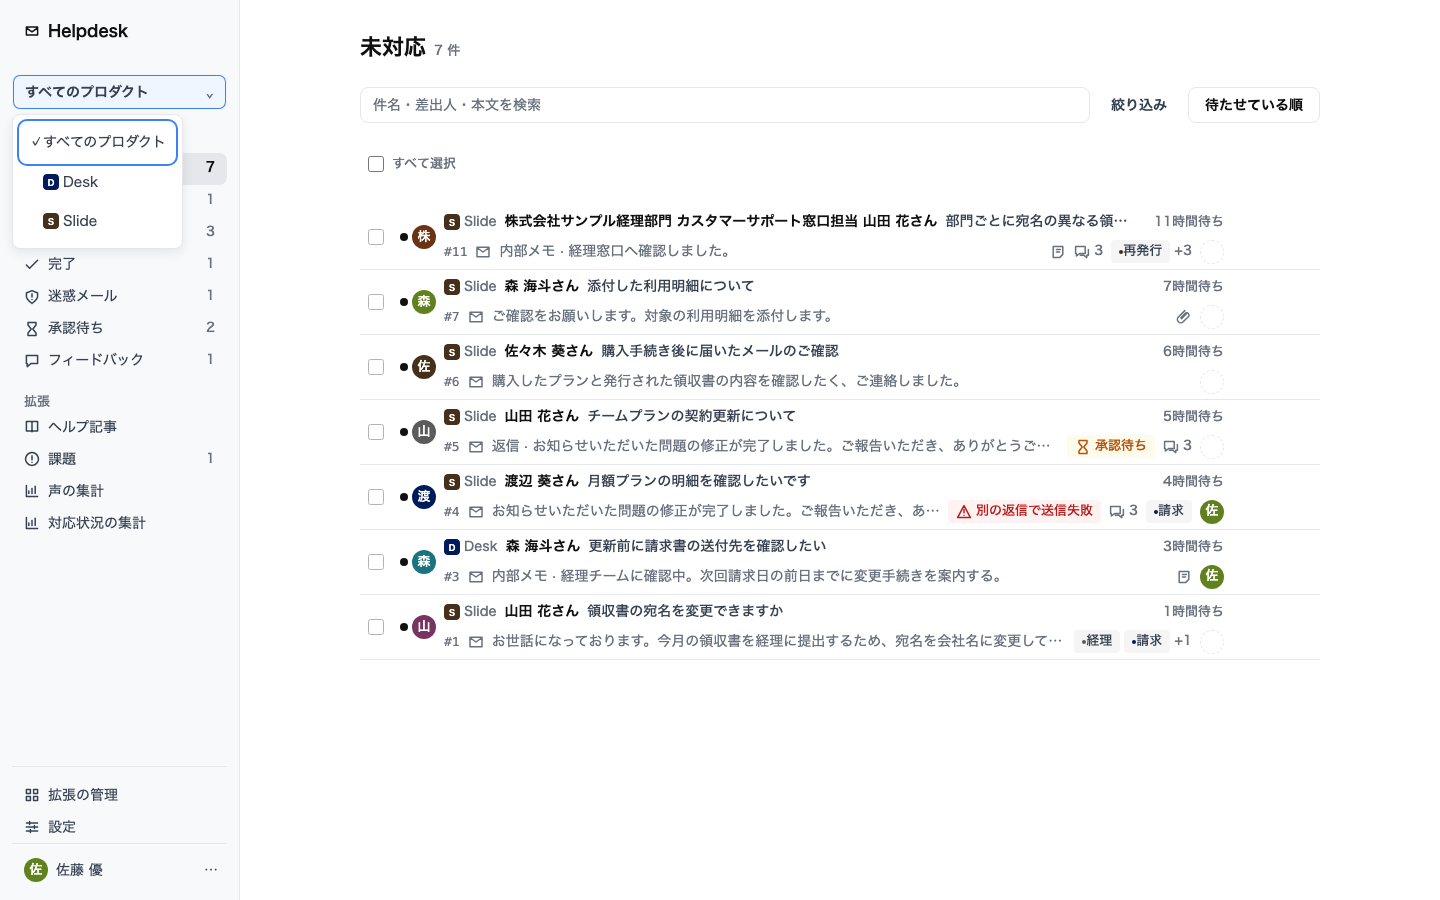 Helpdesk
すべてのプロダクト
✓すべてのプロダクト
D Desk
S Slide
7
1
3
完了 1
迷惑メール 1
承認待ち 2
フィードバック 1
拡張
ヘルプ記事
課題 1
声の集計
対応状況の集計
拡張の管理
設定
佐 佐藤 優 …
未対応 7 件
件名・差出人・本文を検索 絞り込み 待たせている順
すべて選択
株 S Slide 株式会社サンプル経理部門 カスタマーサポート窓口担当 山田 花さん 部門ごとに宛名の異なる領… 11時間待ち
#11 内部メモ · 経理窓口へ確認しました。 3 •再発行 +3
森 S Slide 森 海斗さん 添付した利用明細について 7時間待ち
#7 ご確認をお願いします。対象の利用明細を添付します。
佐 S Slide 佐々木 葵さん 購入手続き後に届いたメールのご確認 6時間待ち
#6 購入したプランと発行された領収書の内容を確認したく、ご連絡しました。
山 S Slide 山田 花さん チームプランの契約更新について 5時間待ち
#5 返信 · お知らせいただいた問題の修正が完了しました。ご報告いただき、ありがとうご… 承認待ち 3
渡 S Slide 渡辺 葵さん 月額プランの明細を確認したいです 4時間待ち
#4 お知らせいただいた問題の修正が完了しました。ご報告いただき、あ… 別の返信で送信失敗 3 •請求 佐
森 D Desk 森 海斗さん 更新前に請求書の送付先を確認したい 3時間待ち
#3 内部メモ · 経理チームに確認中。次回請求日の前日までに変更手続きを案内する。 佐
山 S Slide 山田 花さん 領収書の宛名を変更できますか 1時間待ち
#1 お世話になっております。今月の領収書を経理に提出するため、宛名を会社名に変更して… •経理 •請求 +1